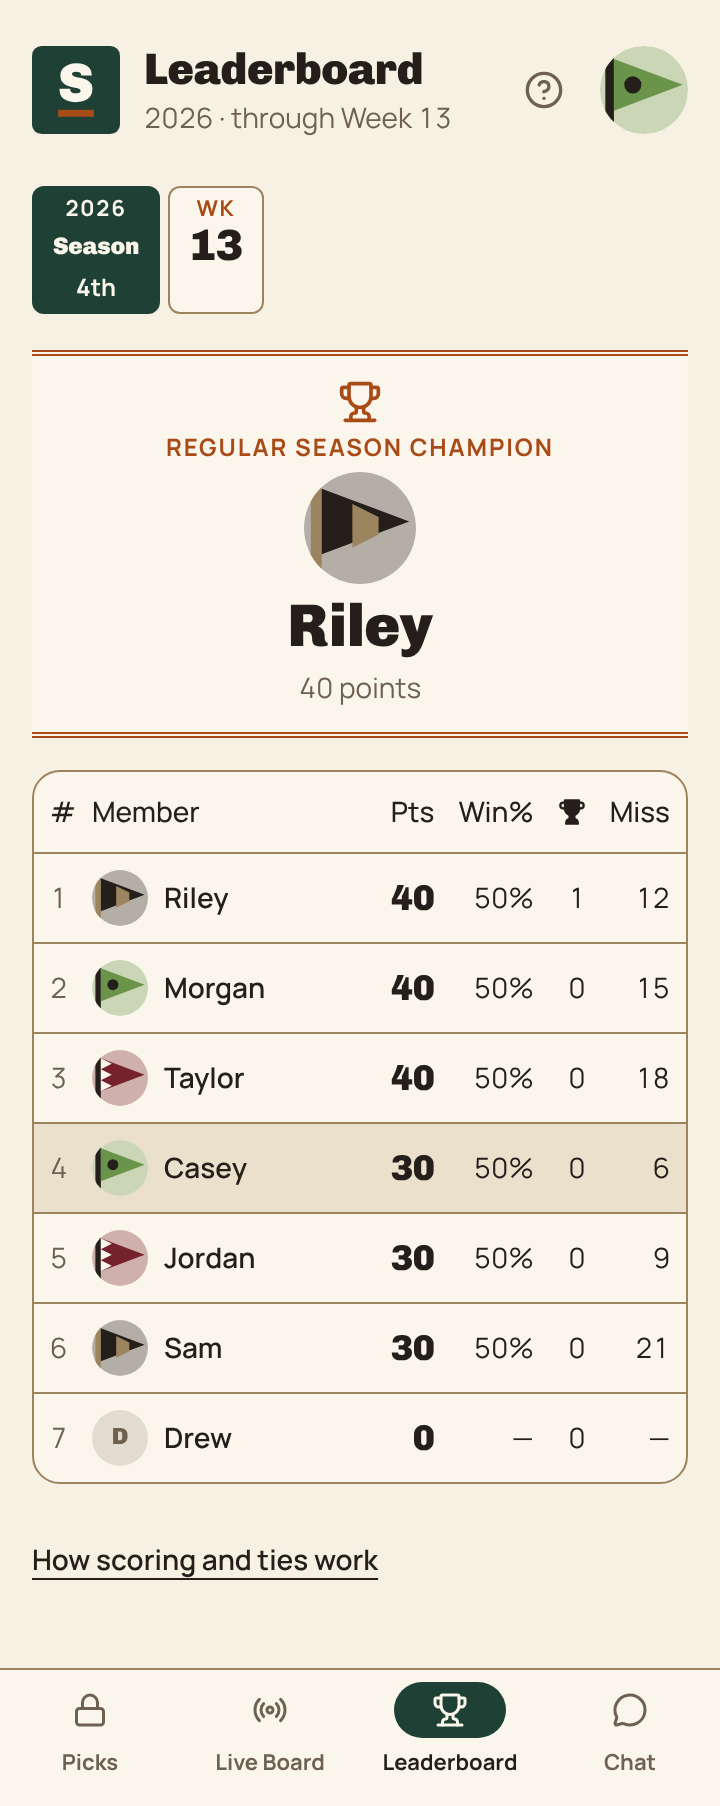 S
Leaderboard
2026 · through Week 13
2026
Season
4th
WK
13
REGULAR SEASON CHAMPION
Riley
40 points
# Member Pts Win% Miss
1 Riley 40 50% 1 12
2 Morgan 40 50% 0 15
3 Taylor 40 50% 0 18
4 Casey 30 50% 0 6
5 Jordan 30 50% 0 9
6 Sam 30 50% 0 21
7 D Drew 0 — 0 —
How scoring and ties work
Picks Live Board Leaderboard Chat